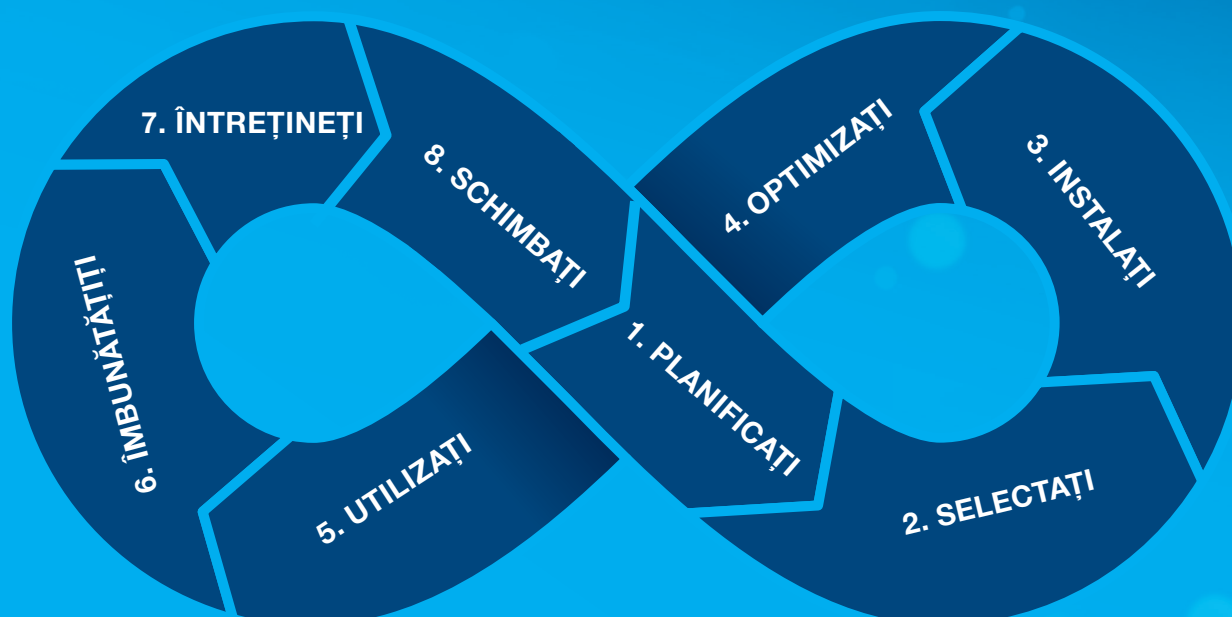 1. PLANIFICAȚI
2. SELECTAȚI
3. INSTALAȚI
4. OPTIMIZAȚI
5. UTILIZAȚI
6. ÎMBUNĂTĂȚIȚI
7. ÎNTREȚINEȚI
8. SCHIMBAȚI